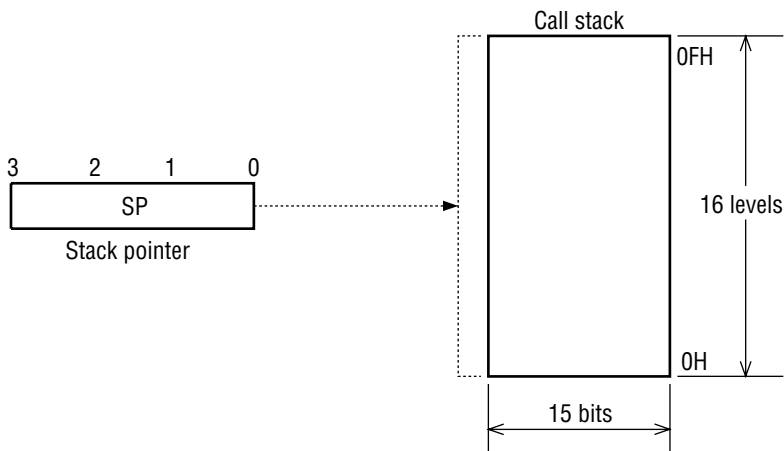 Call stack
0FH
3 2 1 0
SP
Stack pointer
16 levels
0H
15 bits